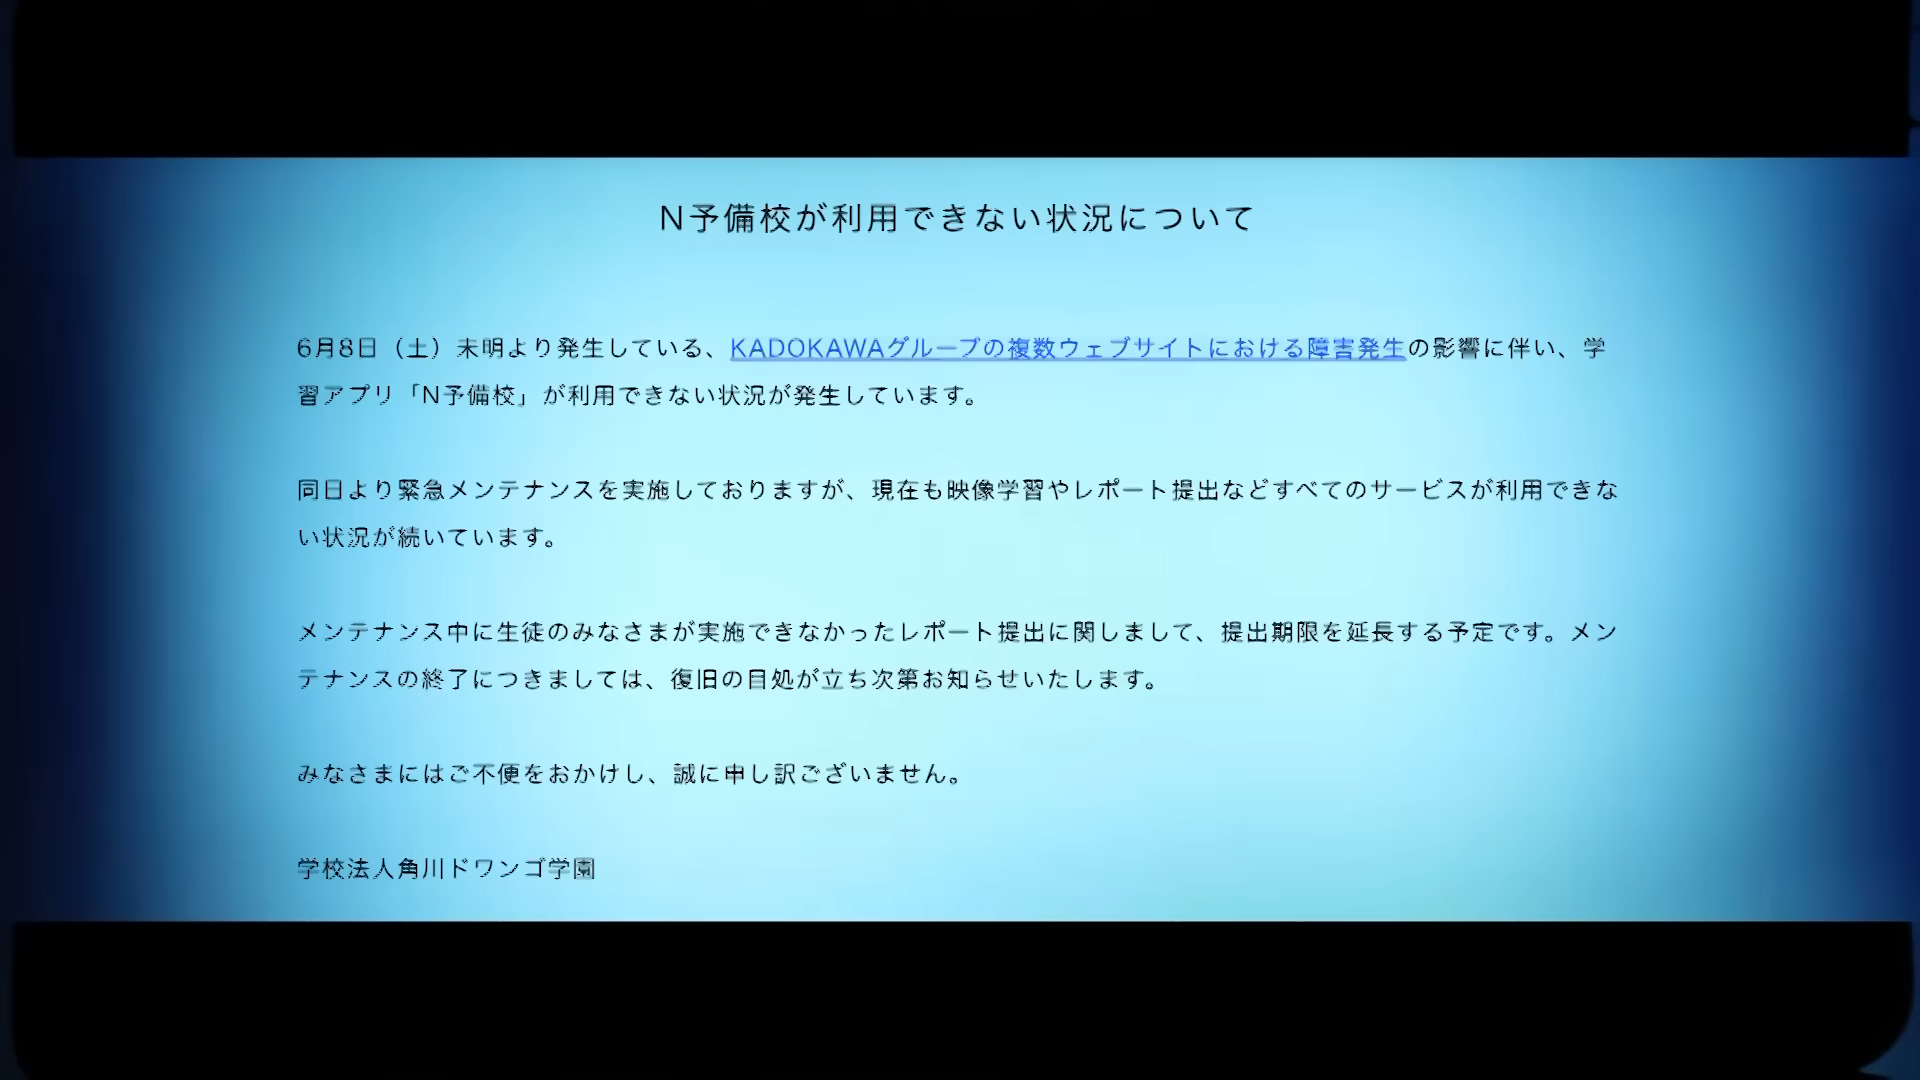 N予備校が利用できない状況について
6月8日（土）未明より発生している、KADOKAWAグループの複数ウェブサイトにおける障害発生の影響に伴い、学
習アプリ「N予備校」が利用できない状況が発生しています。
同日より緊急メンテナンスを実施しておりますが、現在も映像学習やレポート提出などすべてのサービスが利用できな
い状況が続いています。
メンテナンス中に生徒のみなさまが実施できなかったレポート提出に関しまして、提出期限を延長する予定です。メン
テナンスの終了につきましては、復旧の目処が立ち次第お知らせいたします。
みなさまにはご不便をおかけし、誠に申し訳ございません。
学校法人角川ドワンゴ学園